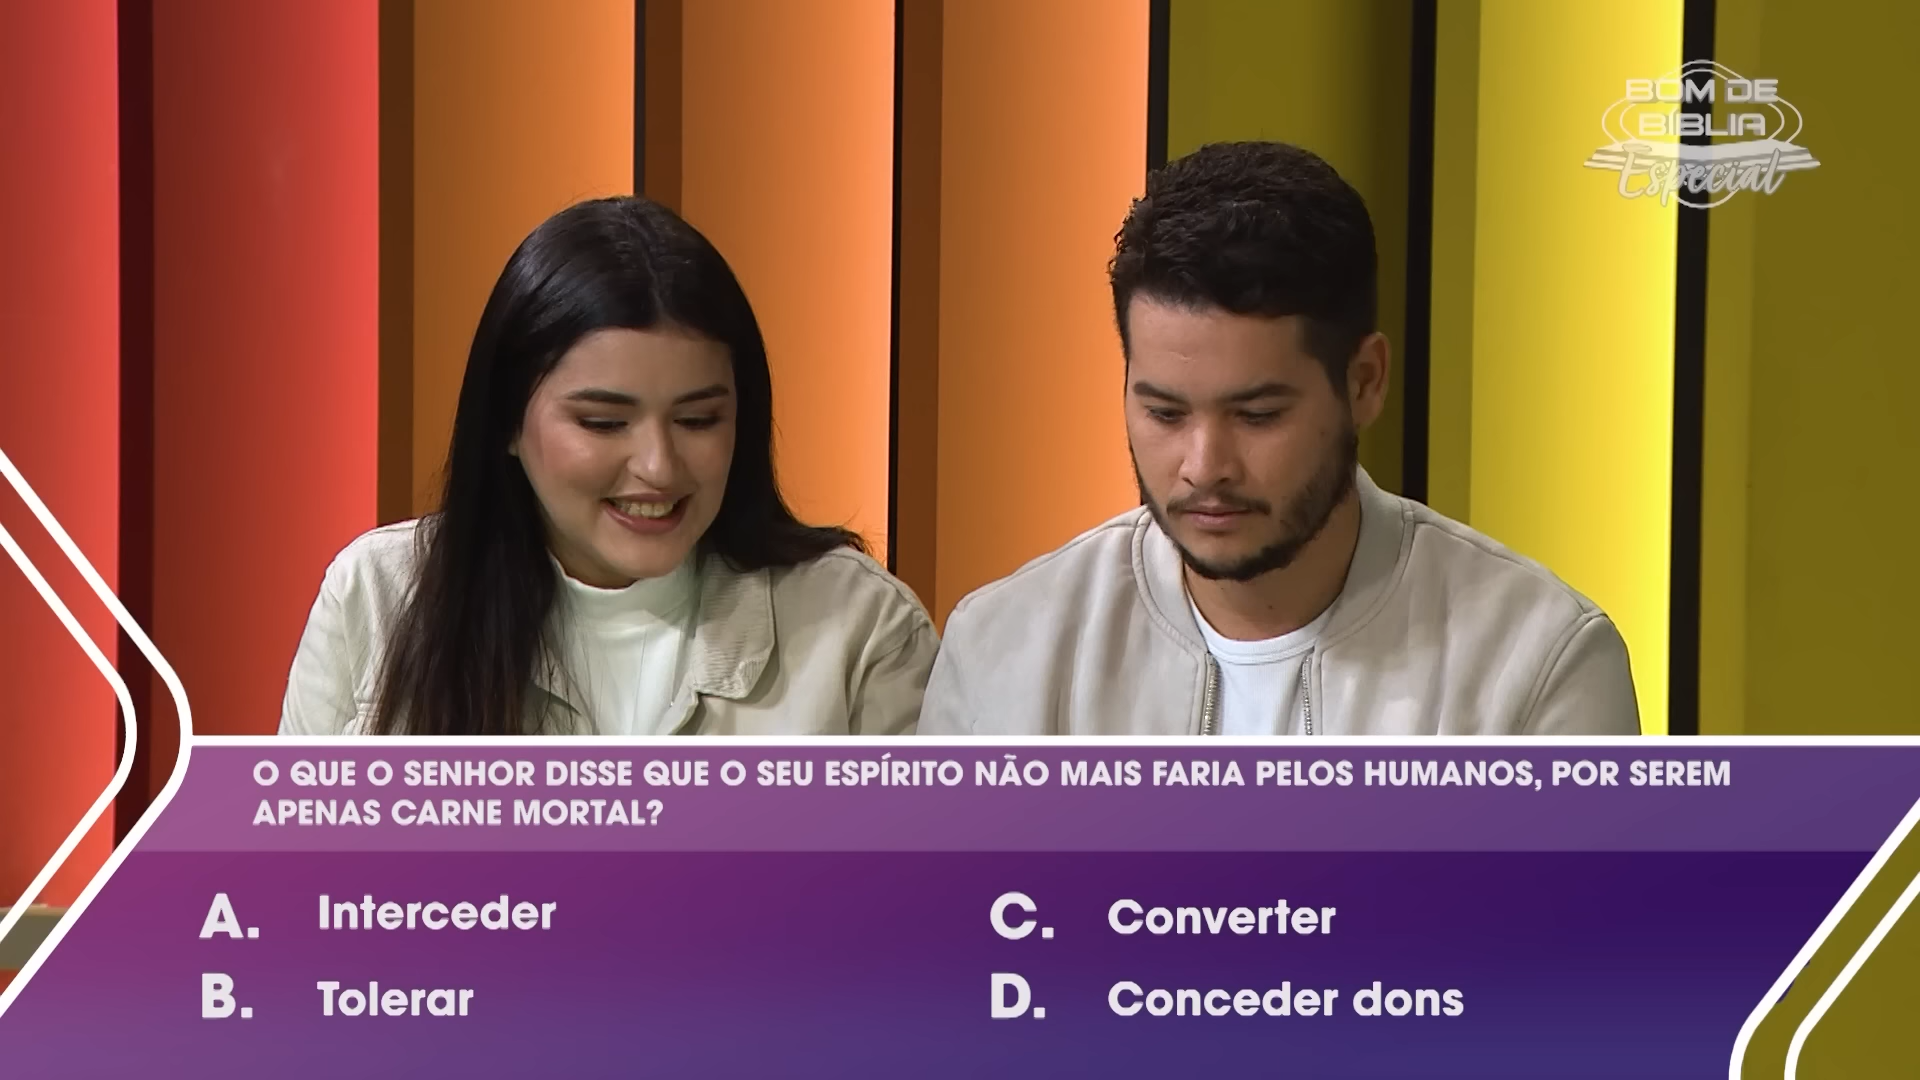 BOM DE
BÍBLIA
Especial
O QUE O SENHOR DISSE QUE O SEU ESPÍRITO NÃO MAIS FARIA PELOS HUMANOS, POR SEREM
APENAS CARNE MORTAL?
A. Interceder
B. Tolerar
C. Converter
D. Conceder dons